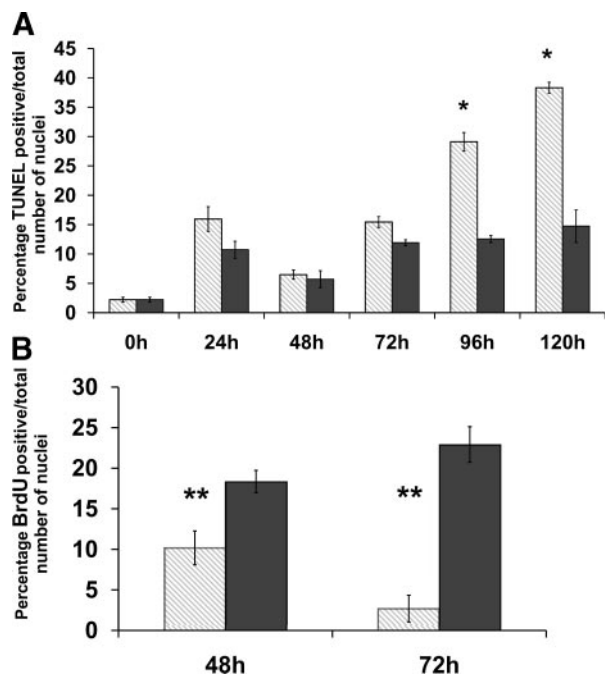 A
Percentage TUNEL positive/total
number of nuclei
45
40
35
30
25
20
15
10
5
0
*
*
0h 24h 48h 72h 96h 120h
B
Percentage BrdU positive/total
number of nuclei
30
25
20
15
10
5
0
** **
48h 72h